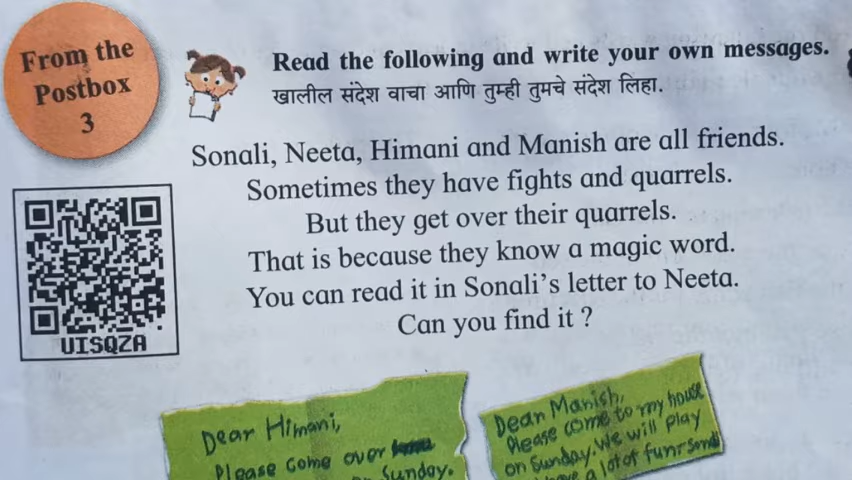 From the
Postbox
3
Read the following and write your own messages.
खालील संदेश वाचा आणि तुम्ही तुमचे संदेश लिहा.
Sonali, Neeta, Himani and Manish are all friends.
Sometimes they have fights and quarrels.
But they get over their quarrels.
That is because they know a magic word.
You can read it in Sonali's letter to Neeta.
Can you find it ?
UISQZA
Dear Himani,
Please come over
Sunday.
Dear Manish,
Please come to my house
on Sunday. We will play
a lot of fun